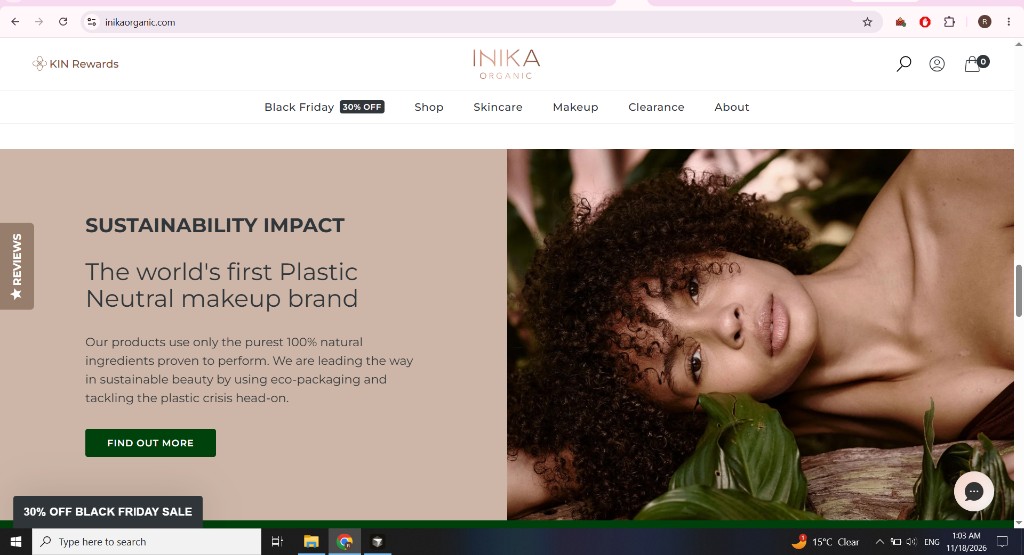 inikaorganic.com
R
KIN Rewards
INIKA
ORGANIC
0
Black Friday 30% OFF Shop Skincare Makeup Clearance About
SUSTAINABILITY IMPACT
The world's first Plastic
Neutral makeup brand
Our products use only the purest 100% natural
ingredients proven to perform. We are leading the way
in sustainable beauty by using eco-packaging and
tackling the plastic crisis head-on.
FIND OUT MORE
★ REVIEWS
30% OFF BLACK FRIDAY SALE
Type here to search
1
15°C Clear
ENG
1:03 AM
11/18/2026